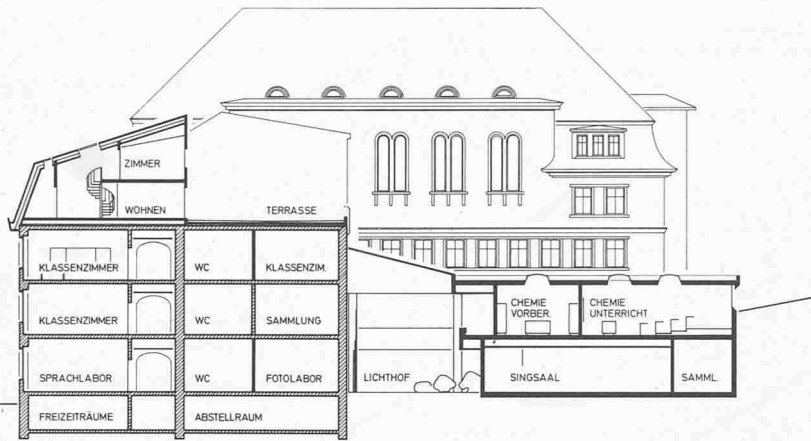 ZIMMER
WOHNEN
TERRASSE
KLASSENZIMMER
WC
KLASSENZIM.
KLASSENZIMMER
WC
SAMMLUNG
CHEMIE
VORBER.
CHEMIE
UNTERRICHT
SPRACHLABOR
WC
FOTOLABOR
LICHTHOF
SINGSAAL
SAMML.
FREIZEITRÄUME
ABSTELLRAUM